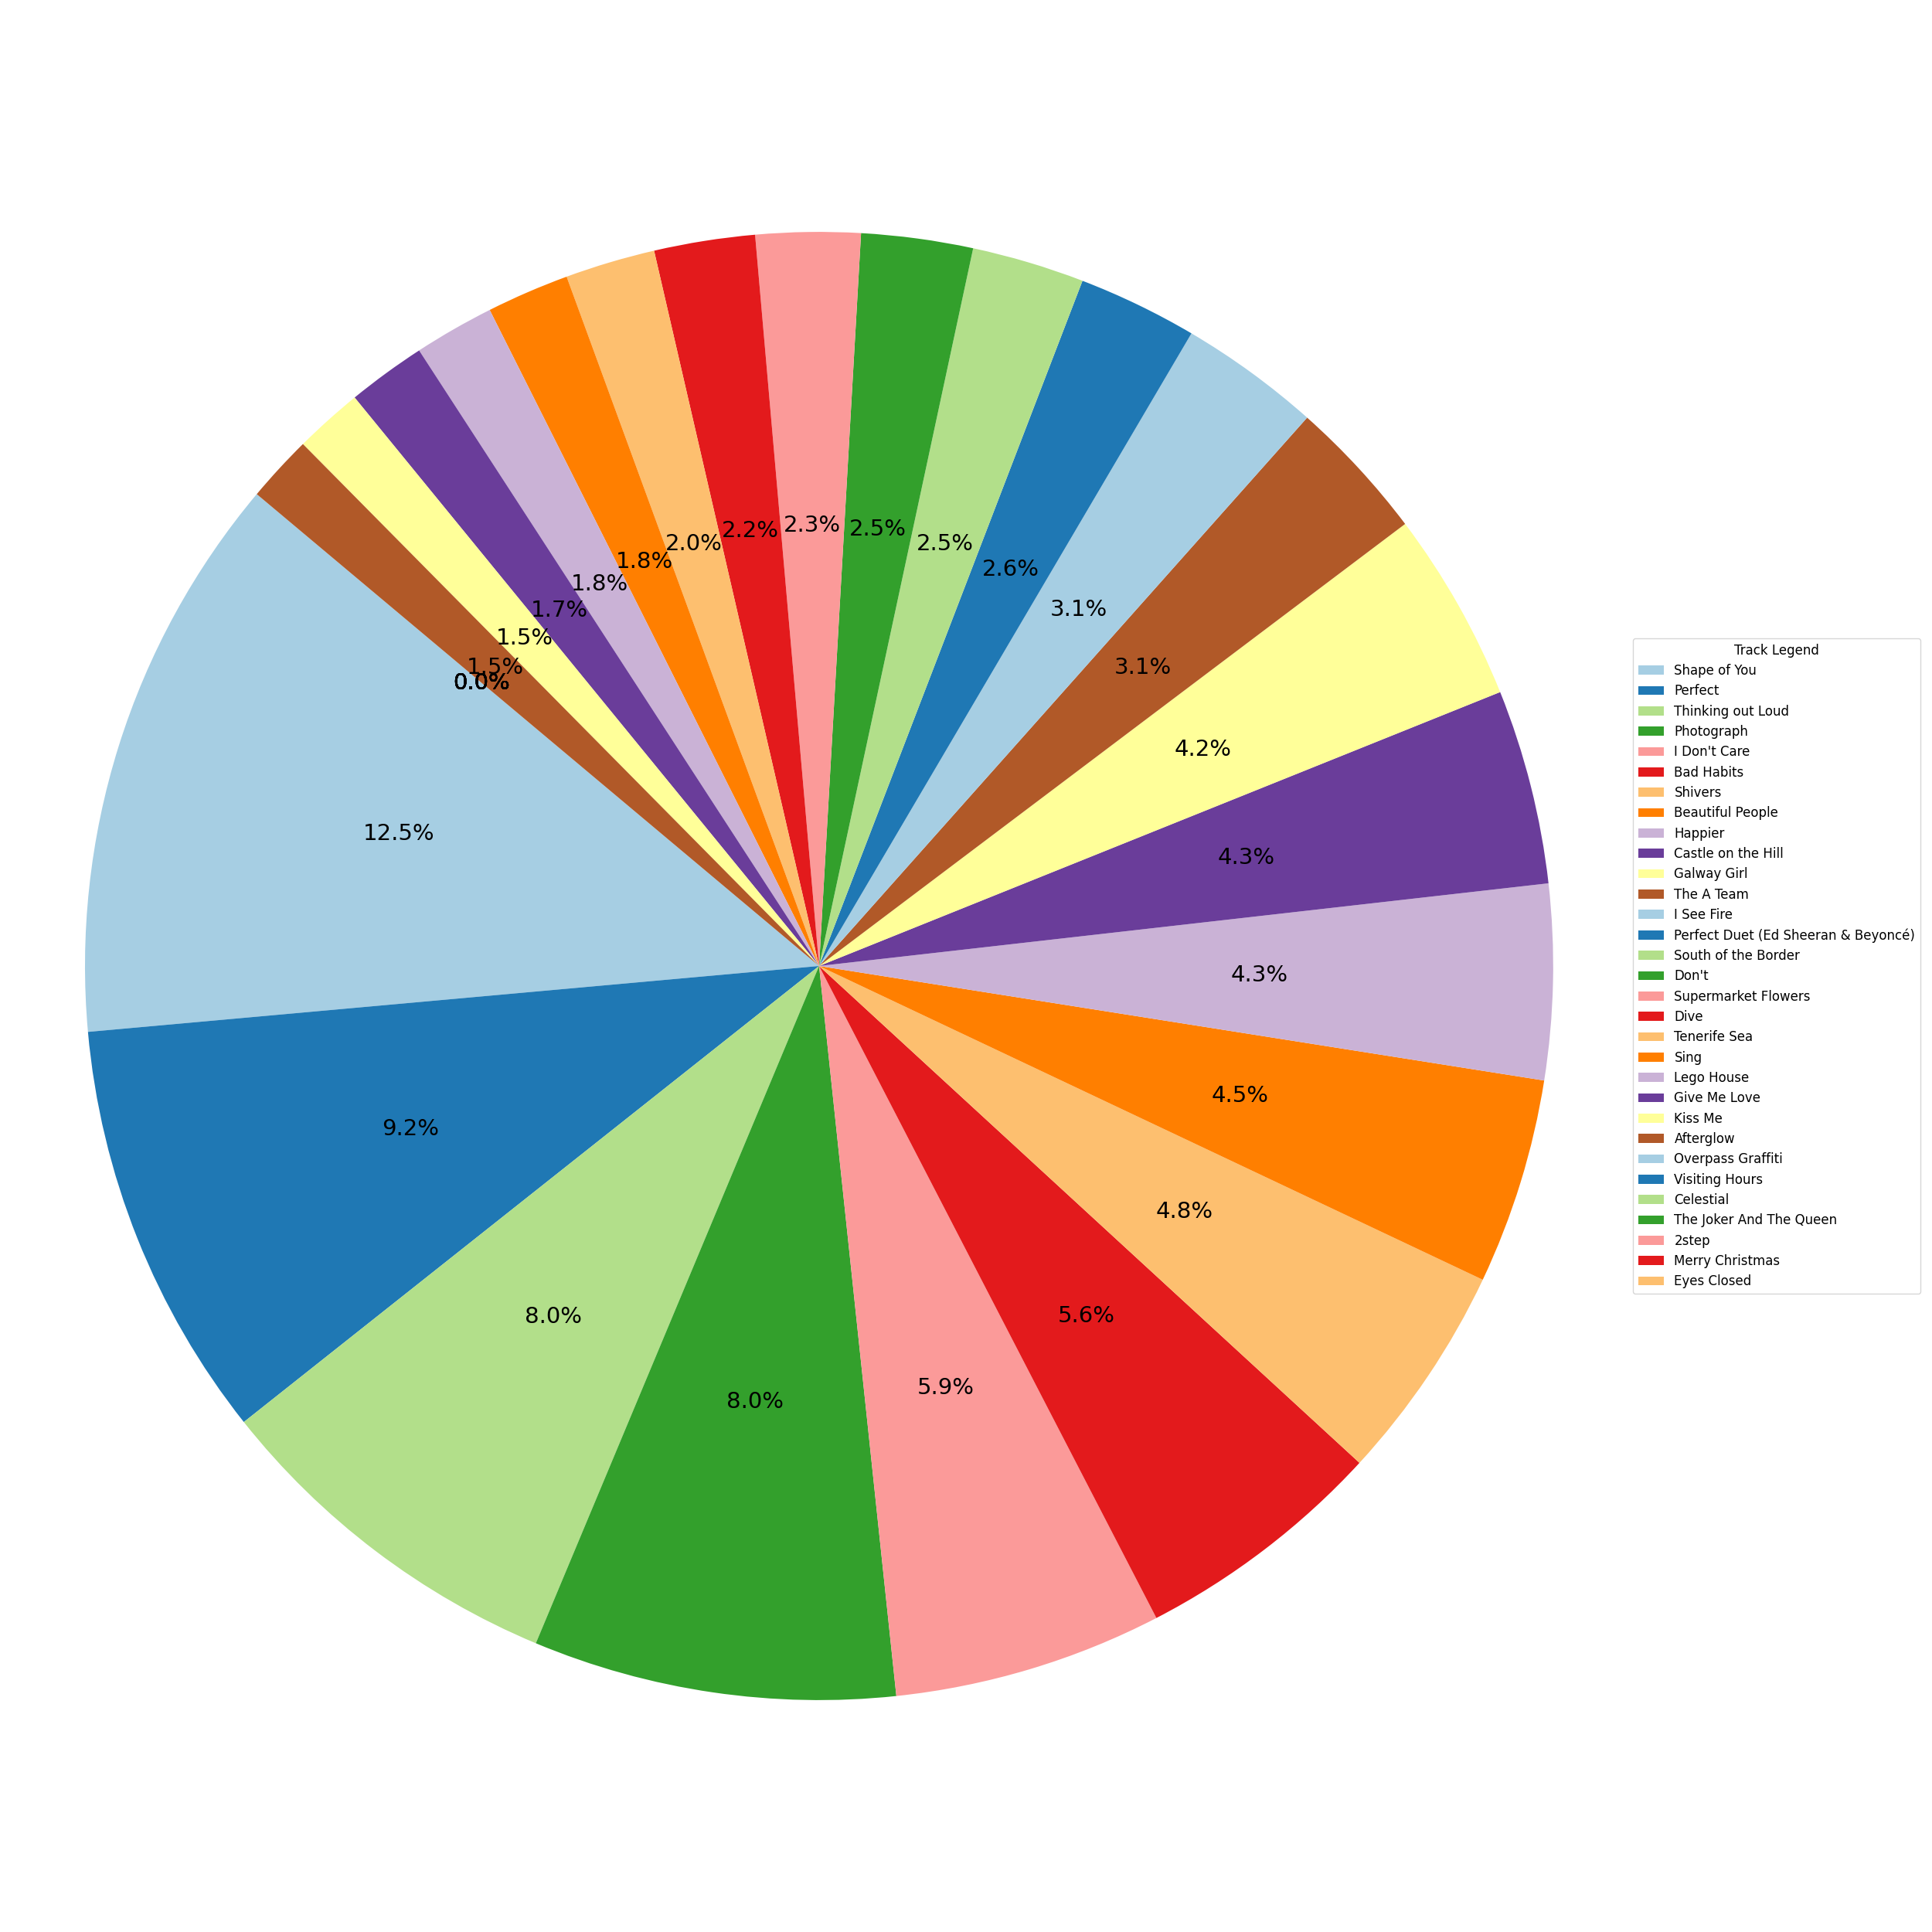 2.3%
2.5%
2.2%
2.5%
2.0%
1.8%
2.6%
1.8%
1.7%
3.1%
1.5%
1.5%
3.1%
0.0%
4.2%
12.5%
4.3%
4.3%
4.5%
9.2%
4.8%
8.0%
5.6%
5.9%
8.0%
Track Legend
Shape of You
Perfect
Thinking out Loud
Photograph
I Don't Care
Bad Habits
Shivers
Beautiful People
Happier
Castle on the Hill
Galway Girl
The A Team
I See Fire
Perfect Duet (Ed Sheeran & Beyoncé)
South of the Border
Don't
Supermarket Flowers
Dive
Tenerife Sea
Sing
Lego House
Give Me Love
Kiss Me
Afterglow
Overpass Graffiti
Visiting Hours
Celestial
The Joker And The Queen
2step
Merry Christmas
Eyes Closed